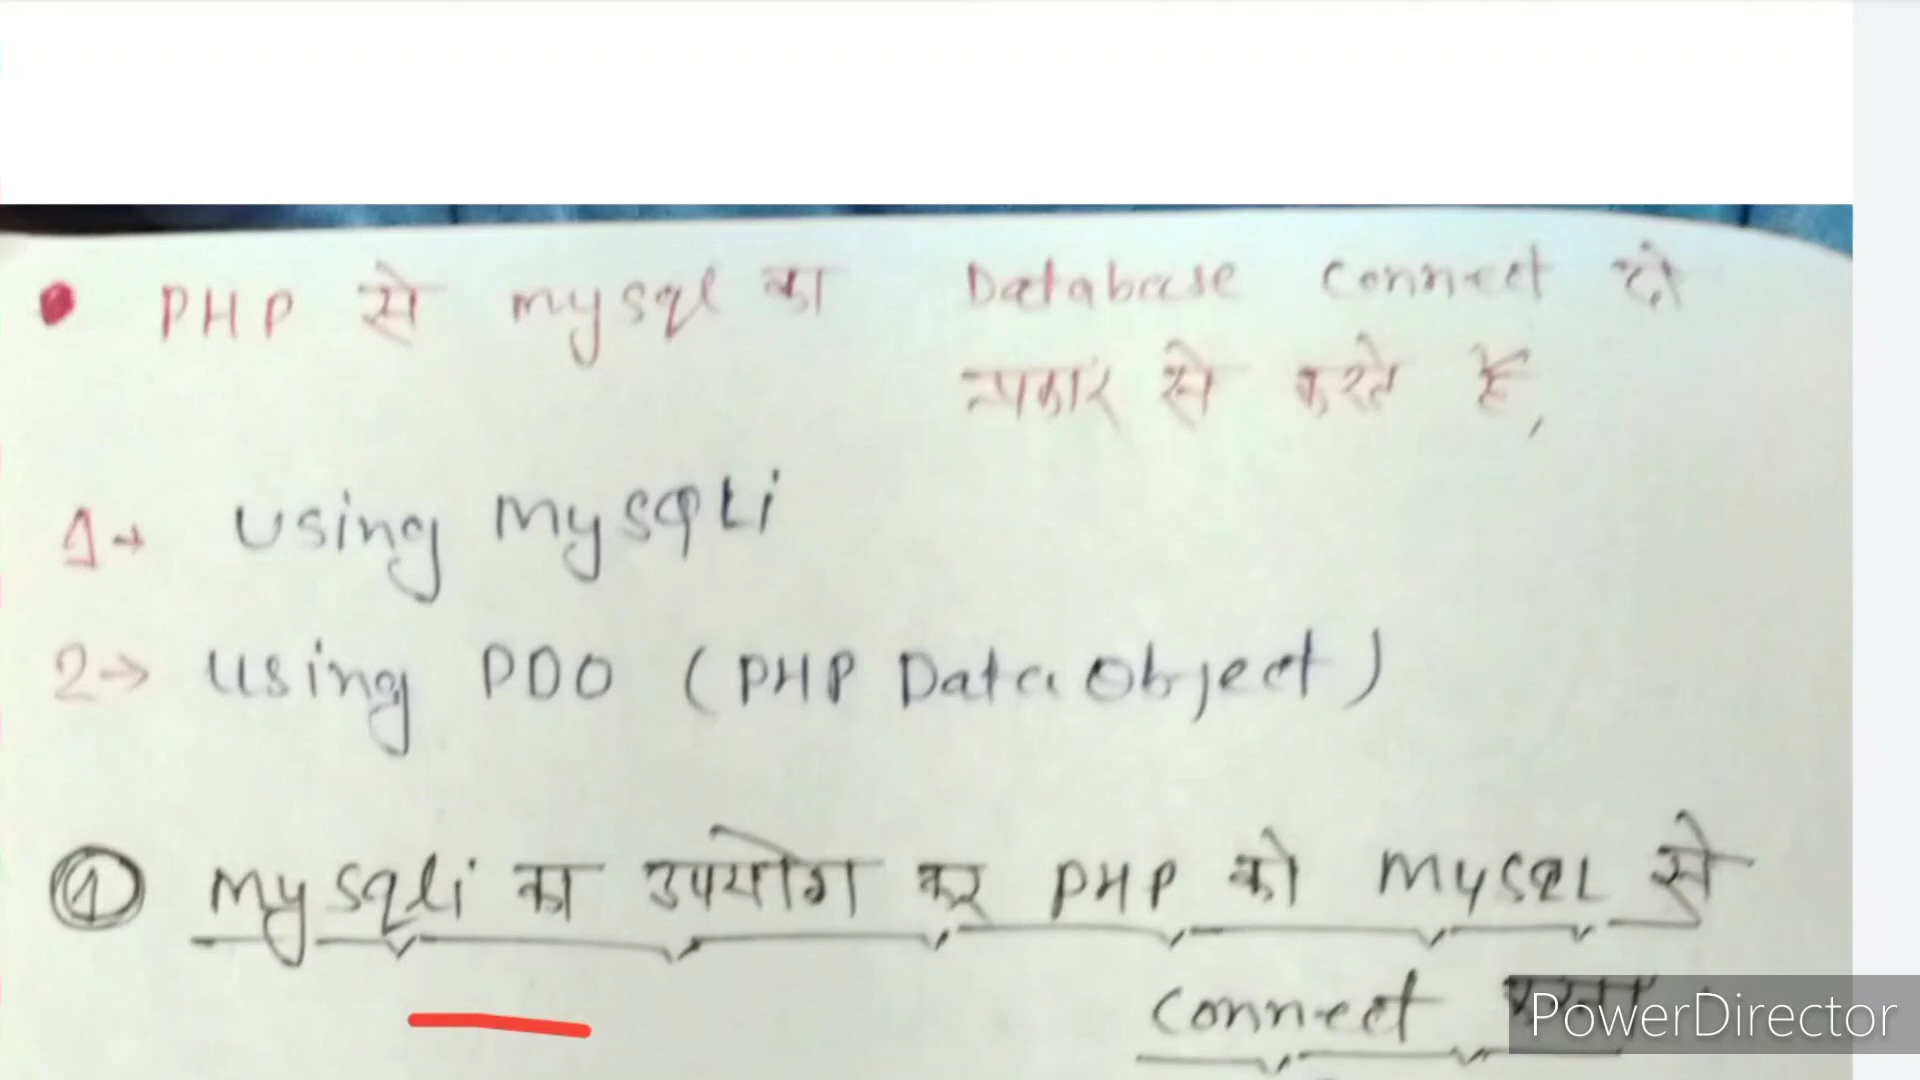 • PHP से mysql का Database connect दो
प्रकार से करते है,
1→ Using MysqLi
2→ Using PDO (PHP Data Object)
① Mysqli का उपयोग कर PHP को MySQL से
connect करना
PowerDirector